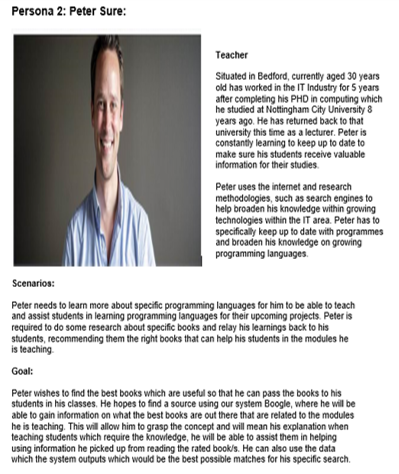 Persona 2: Peter Sure:
Teacher
Situated in Bedford, currently aged 30 years
old has worked in the IT Industry for 5 years
after completing his PHD in computing which
he studied at Nottingham City University 8
years ago. He has returned back to that
university this time as a lecturer. Peter is
constantly learning to keep up to date to
make sure his students receive valuable
information for their studies.
Peter uses the internet and research
methodologies, such as search engines to
help broaden his knowledge within growing
technologies within the IT area. Peter has to
specifically keep up to date with programmes
and broaden his knowledge on growing
programming languages.
Scenarios:
Peter needs to learn more about specific programming languages for him to be able to teach
and assist students in learning programming languages for their upcoming projects. Peter is
required to do some research about specific books and relay his learnings back to his
students, recommending them the right books that can help his students in the modules he
is teaching.
Goal:
Peter wishes to find the best books which are useful so that he can pass the books to his
students in his classes. He hopes to find a source using our system Boogle, where he will be
able to gain information on what the best books are out there that are related to the modules
he is teaching. This will allow him to grasp the concept and will mean his explanation when
teaching students which require the knowledge, he will be able to assist them in helping
using information he picked up from reading the rated book/s. He can also use the data
which the system outputs which would be the best possible matches for his specific search.